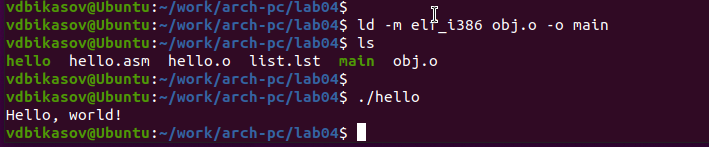 vdbikasov@Ubuntu:~/work/arch-pc/lab04$
vdbikasov@Ubuntu:~/work/arch-pc/lab04$ ld -m elf_i386 obj.o -o main
vdbikasov@Ubuntu:~/work/arch-pc/lab04$ ls
hello hello.asm hello.o list.lst main obj.o
vdbikasov@Ubuntu:~/work/arch-pc/lab04$
vdbikasov@Ubuntu:~/work/arch-pc/lab04$ ./hello
Hello, world!
vdbikasov@Ubuntu:~/work/arch-pc/lab04$